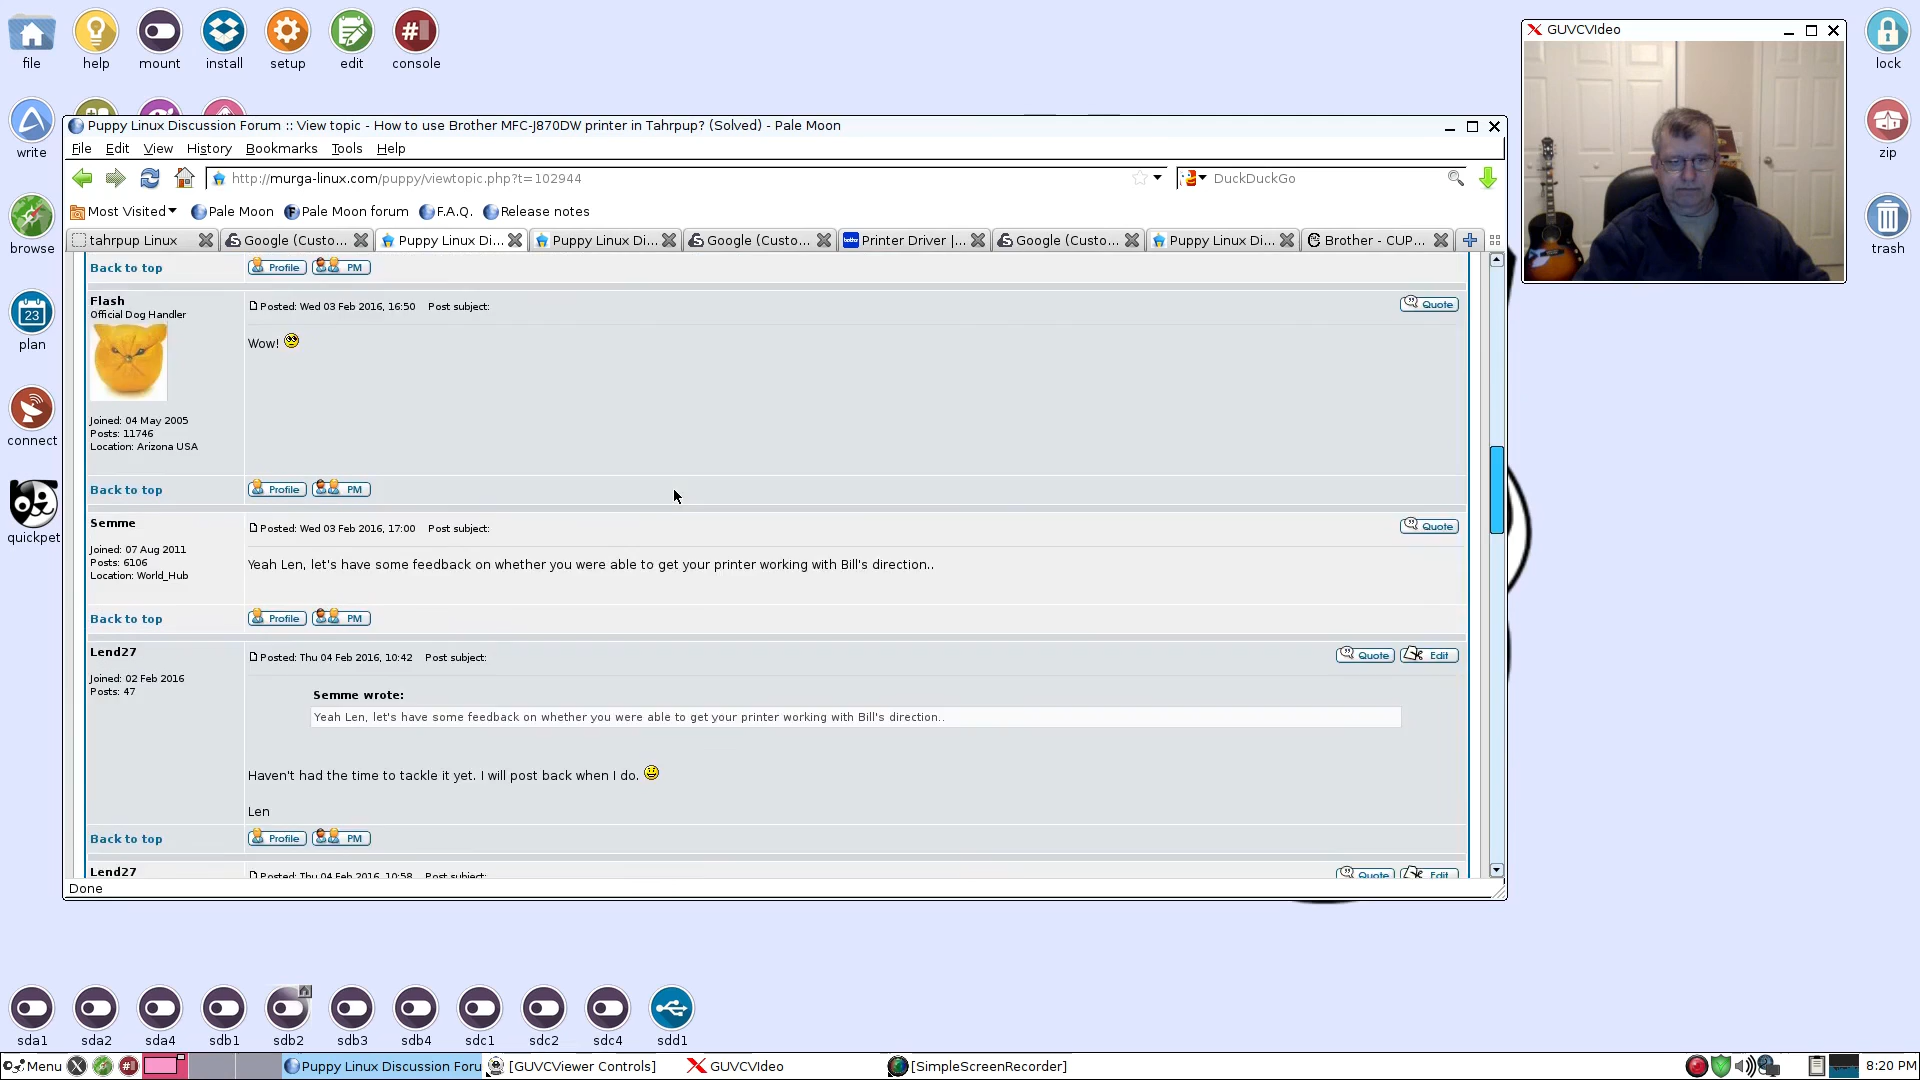 file
help
mount
install
setup
edit
console
GUVCVIdeo
lock
write
zip
browse
trash
plan
23
connect
quickpet
Puppy Linux Discussion Forum :: View topic - How to use Brother MFC-J870DW printer in Tahrpup? (Solved) - Pale Moon
File Edit View History Bookmarks Tools Help
http://murga-linux.com/puppy/viewtopic.php?t=102944
DuckDuckGo
Most Visited Pale Moon Pale Moon forum F.A.Q. Release notes
tahrpup Linux Google (Custo... Puppy Linux Di... Puppy Linux Di... Google (Custo... Printer Driver |... Google (Custo... Puppy Linux Di... Brother - CUP...
Back to top Profile PM
Flash
Official Dog Handler
Joined: 04 May 2005
Posts: 11746
Location: Arizona USA
Posted: Wed 03 Feb 2016, 16:50 Post subject:
Quote
Wow!
Back to top Profile PM
Semme
Joined: 07 Aug 2011
Posts: 6106
Location: World_Hub
Posted: Wed 03 Feb 2016, 17:00 Post subject:
Quote
Yeah Len, let's have some feedback on whether you were able to get your printer working with Bill's direction..
Back to top Profile PM
Lend27
Joined: 02 Feb 2016
Posts: 47
Posted: Thu 04 Feb 2016, 10:42 Post subject:
Quote Edit
Semme wrote:
Yeah Len, let's have some feedback on whether you were able to get your printer working with Bill's direction..
Haven't had the time to tackle it yet. I will post back when I do.
Len
Back to top Profile PM
Lend27
Posted: Thu 04 Feb 2016, 10:58 Post subject:
Quote Edit
Done
sda1 sda2 sda4 sdb1 sdb2 sdb3 sdb4 sdc1 sdc2 sdc4 sdd1
Menu Puppy Linux Discussion Foru [GUVCViewer Controls] GUVCVIdeo [SimpleScreenRecorder] 8:20 PM